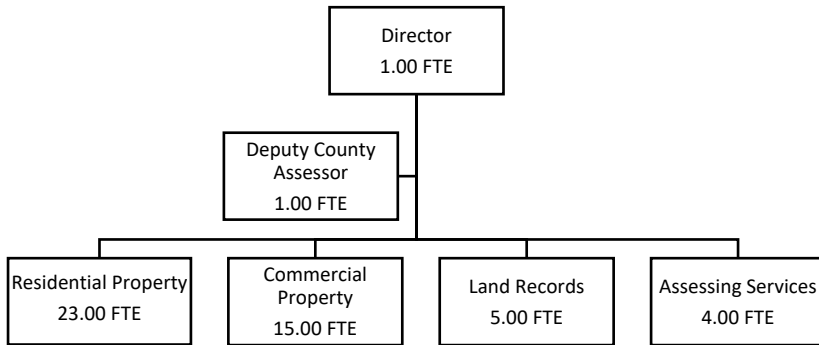 Director
1.00 FTE
Deputy County
Assessor
1.00 FTE
Residential Property
23.00 FTE
Commercial
Property
15.00 FTE
Land Records
5.00 FTE
Assessing Services
4.00 FTE